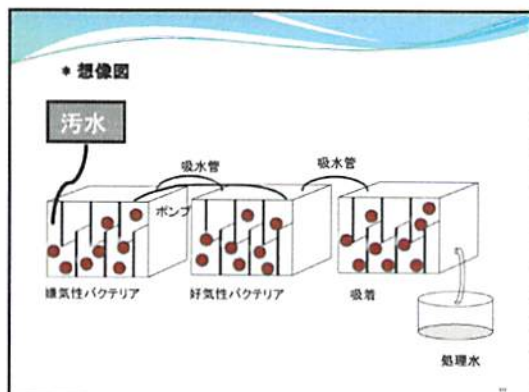 * 想像図
汚水
吸水管
吸水管
ポンプ
嫌気性バクテリア
好気性バクテリア
吸着
処理水